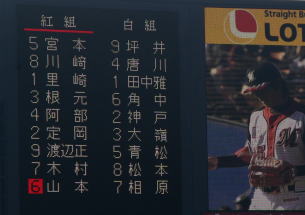 紅組
5 宮本
8 川﨑
1 里崎
3 根元
4 阿部
2 定岡
9 渡辺正
7 木村
6 山本
白組
9 坪井
4 唐川
1 田中雅
6 角中
2 神戸
3 大嶺
5 青松
8 松本
7 相原
Straight B
LOT